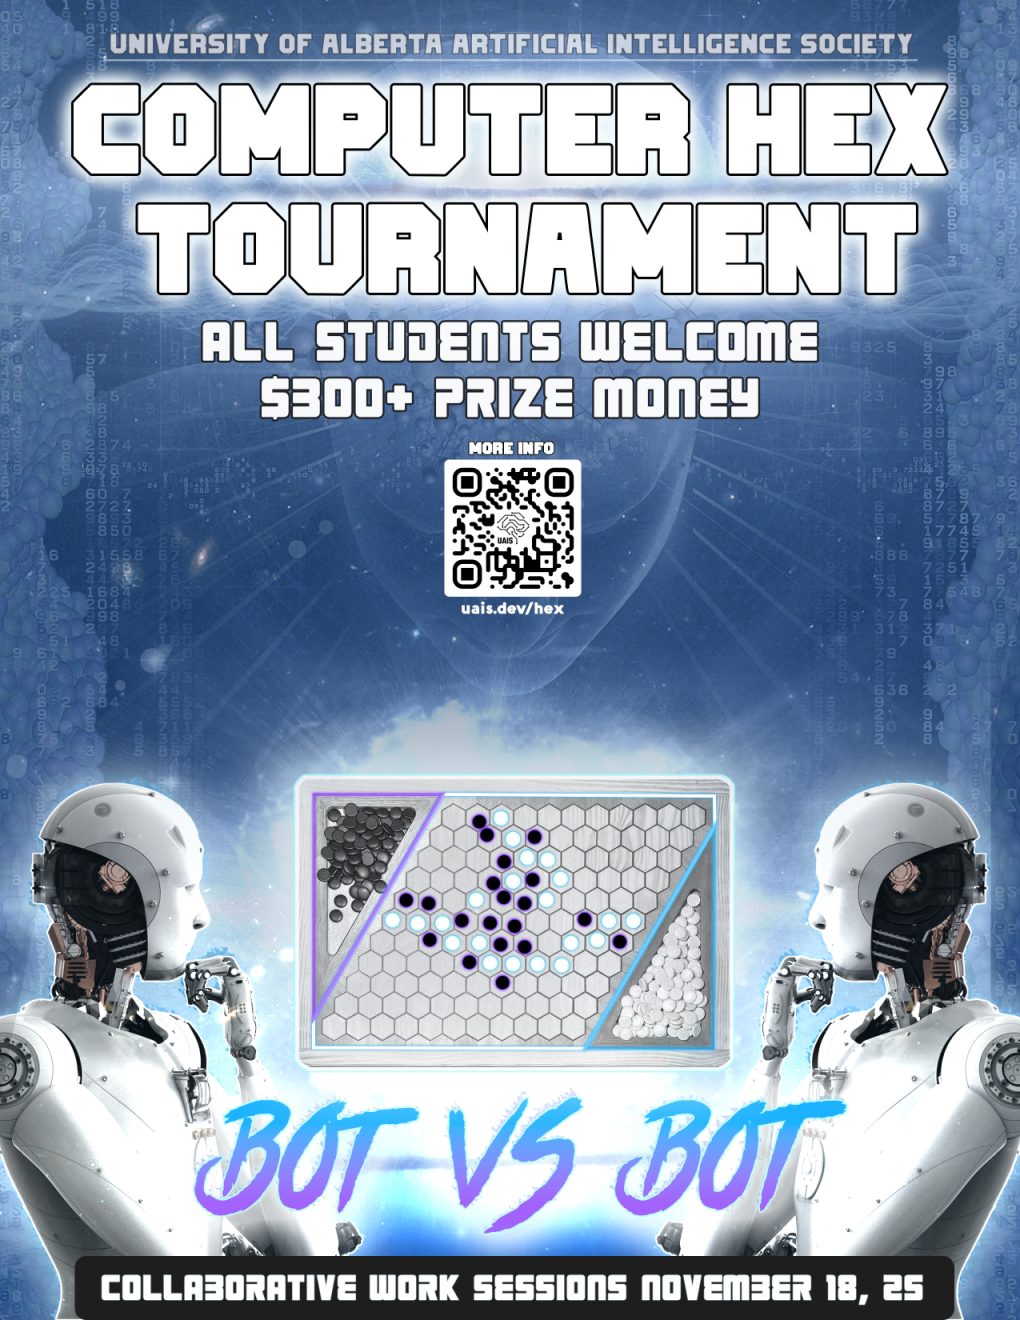 UNIVERSITY OF ALBERTA ARTIFICIAL INTELLIGENCE SOCIETY
COMPUTER HEX
TOURNAMENT
ALL STUDENTS WELCOME
$300+ PRIZE MONEY
MORE INFO
UAIS
uais.dev/hex
BOT VS BOT
COLLABORATIVE WORK SESSIONS NOVEMBER 18, 25